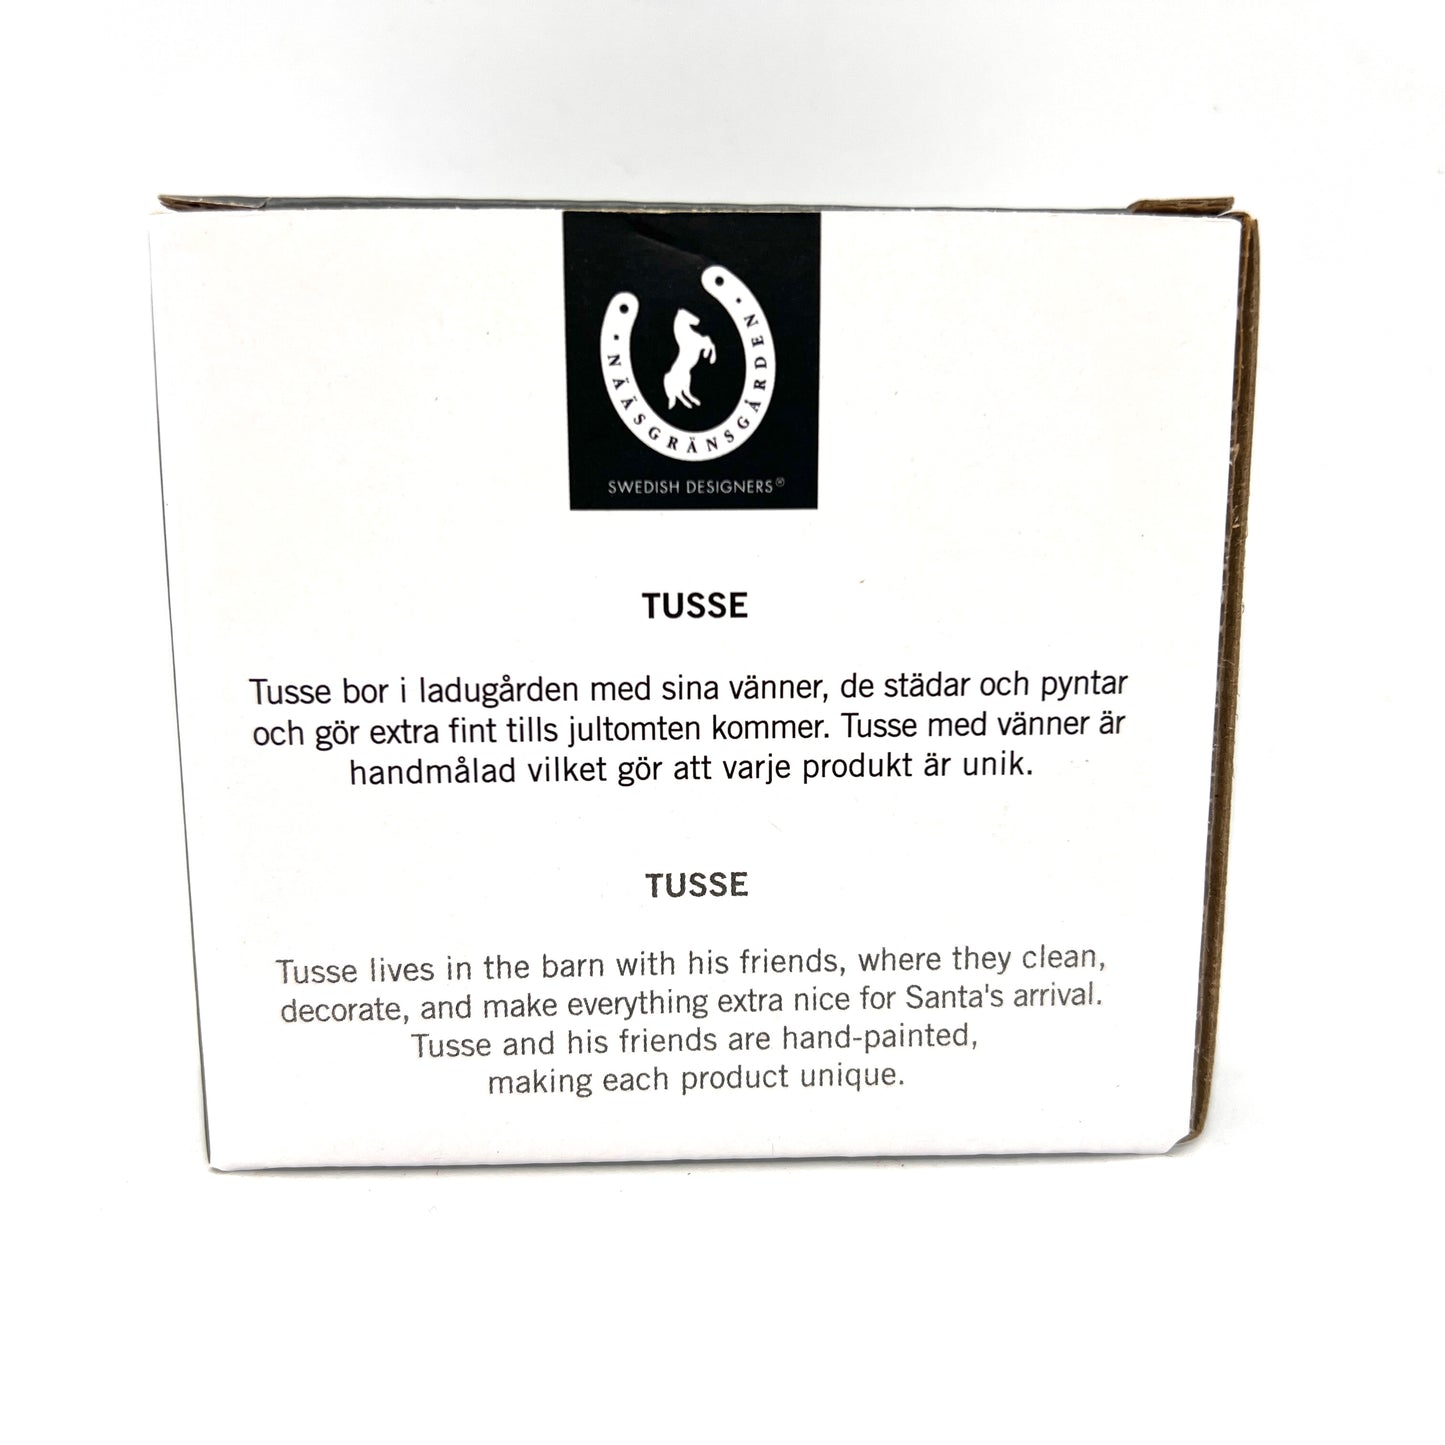 • NÄÄSGRÄNSGÅRDEN •
SWEDISH DESIGNERS®
TUSSE
Tusse bor i ladugården med sina vänner, de städar och pyntar
och gör extra fint tills jultomten kommer. Tusse med vänner är
handmålad vilket gör att varje produkt är unik.
TUSSE
Tusse lives in the barn with his friends, where they clean,
decorate, and make everything extra nice for Santa's arrival.
Tusse and his friends are hand-painted,
making each product unique.